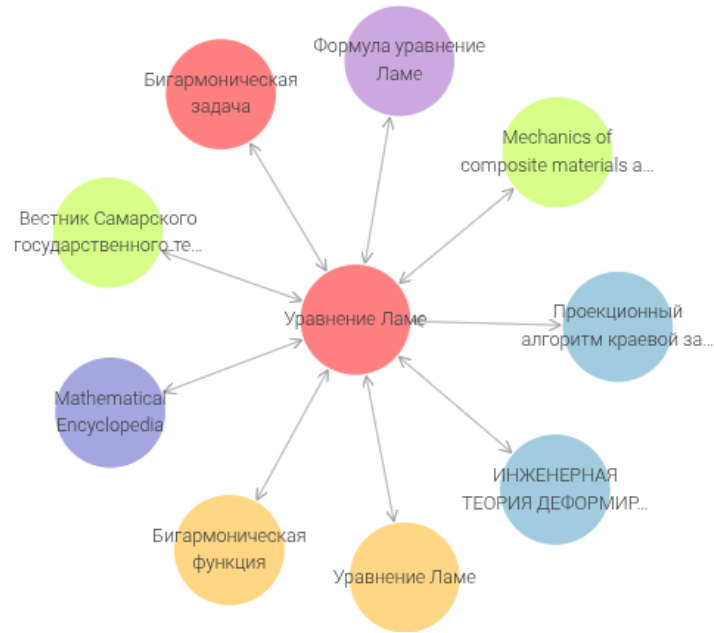 Формула уравнение
Ламе
Бигармоническая
задача
Mechanics of
composite materials a...
Вестник Самарского
государственного те...
Уравнение Ламе
Проекционный
алгоритм краевой за...
Mathematical
Encyclopedia
ИНЖЕНЕРНАЯ
ТЕОРИЯ ДЕФОРМИР...
Бигармоническая
функция
Уравнение Ламе